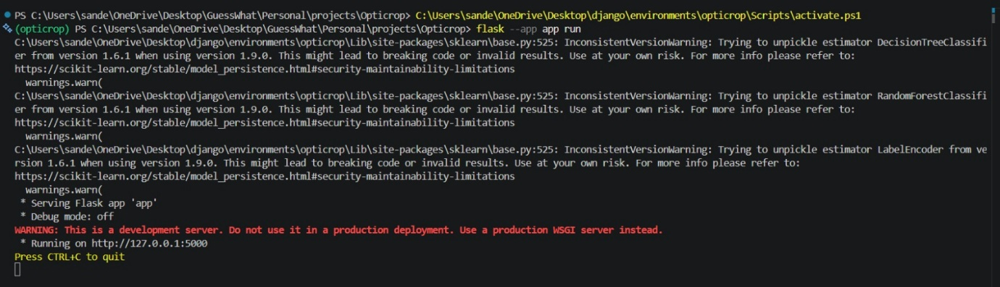 PS C:\Users\sande\OneDrive\Desktop\GuessWhat\Personal\projects\Opticrop> C:\Users\sande\OneDrive\Desktop\django\environments\opticrop\Scripts\activate.ps1
(opticrop) PS C:\Users\sande\OneDrive\Desktop\GuessWhat\Personal\projects\Opticrop> flask --app app run
C:\Users\sande\OneDrive\Desktop\django\environments\opticrop\Lib\site-packages\sklearn\base.py:525: InconsistentVersionWarning: Trying to unpickle estimator DecisionTreeClassifi
er from version 1.6.1 when using version 1.9.0. This might lead to breaking code or invalid results. Use at your own risk. For more info please refer to:
https://scikit-learn.org/stable/model_persistence.html#security-maintainability-limitations
  warnings.warn(
C:\Users\sande\OneDrive\Desktop\django\environments\opticrop\Lib\site-packages\sklearn\base.py:525: InconsistentVersionWarning: Trying to unpickle estimator RandomForestClassifi
er from version 1.6.1 when using version 1.9.0. This might lead to breaking code or invalid results. Use at your own risk. For more info please refer to:
https://scikit-learn.org/stable/model_persistence.html#security-maintainability-limitations
  warnings.warn(
C:\Users\sande\OneDrive\Desktop\django\environments\opticrop\Lib\site-packages\sklearn\base.py:525: InconsistentVersionWarning: Trying to unpickle estimator LabelEncoder from ve
rsion 1.6.1 when using version 1.9.0. This might lead to breaking code or invalid results. Use at your own risk. For more info please refer to:
https://scikit-learn.org/stable/model_persistence.html#security-maintainability-limitations
  warnings.warn(
 * Serving Flask app 'app'
 * Debug mode: off
WARNING: This is a development server. Do not use it in a production deployment. Use a production WSGI server instead.
 * Running on http://127.0.0.1:5000
Press CTRL+C to quit